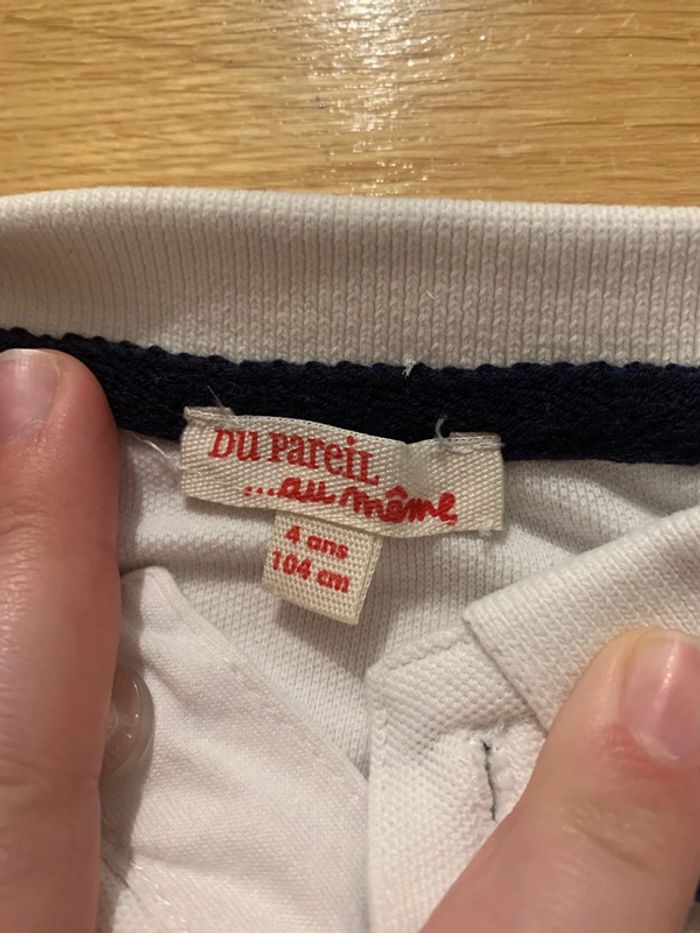 DU PAREIL
...au même
4 ans
104 cm